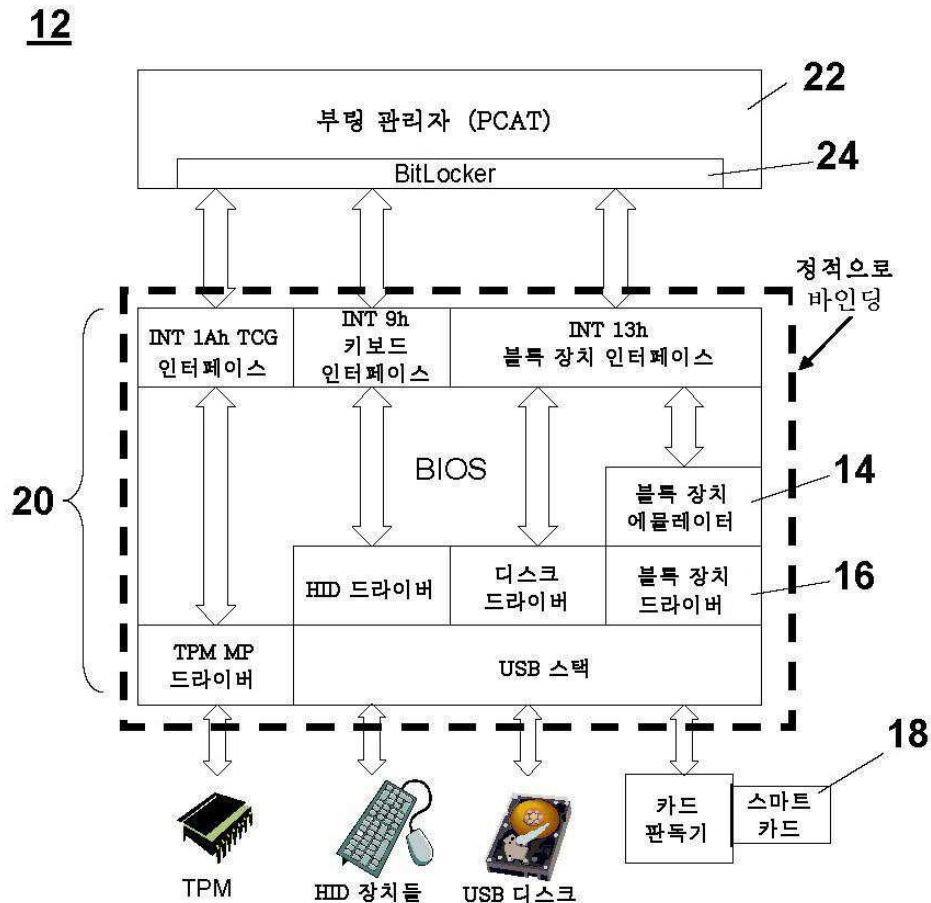 12
부링 관리자 (PCAT)
22
BitLocker
24
정적으로
바인딩
INT 1Ah TCG
인터페이스
INT 9h
키보드
인터페이스
INT 13h
블록 장치 인터페이스
BIOS
20
블록 장치
에뮬레이터
14
HID 드라이버
디스크
드라이버
블록 장치
드라이버
16
TPM MP
드라이버
USB 스택
18
카드
판독기
스마트
카드
TPM
HID 장치들
USB 디스크